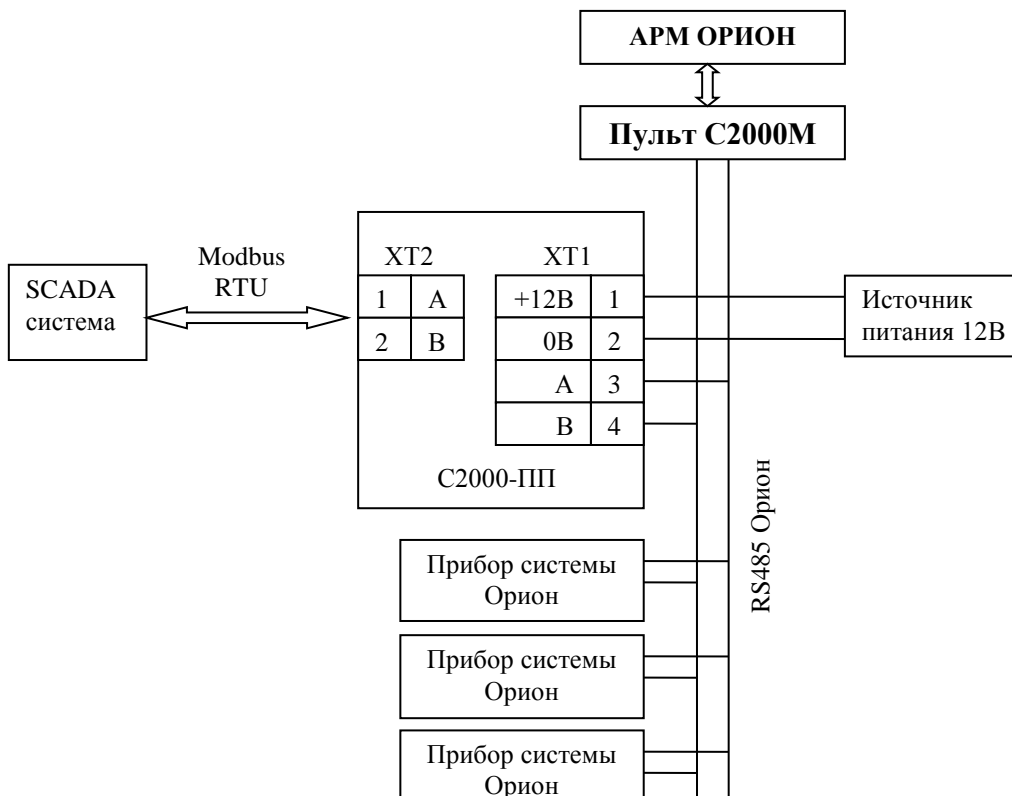 АРМ ОРИОН
Пульт С2000М
SCADA
система
Modbus
RTU
XT2
1 A
2 B
XT1
+12В 1
0В 2
A 3
B 4
С2000-ПП
Источник
питания 12В
RS485 Орион
Прибор системы
Орион
Прибор системы
Орион
Прибор системы
Орион